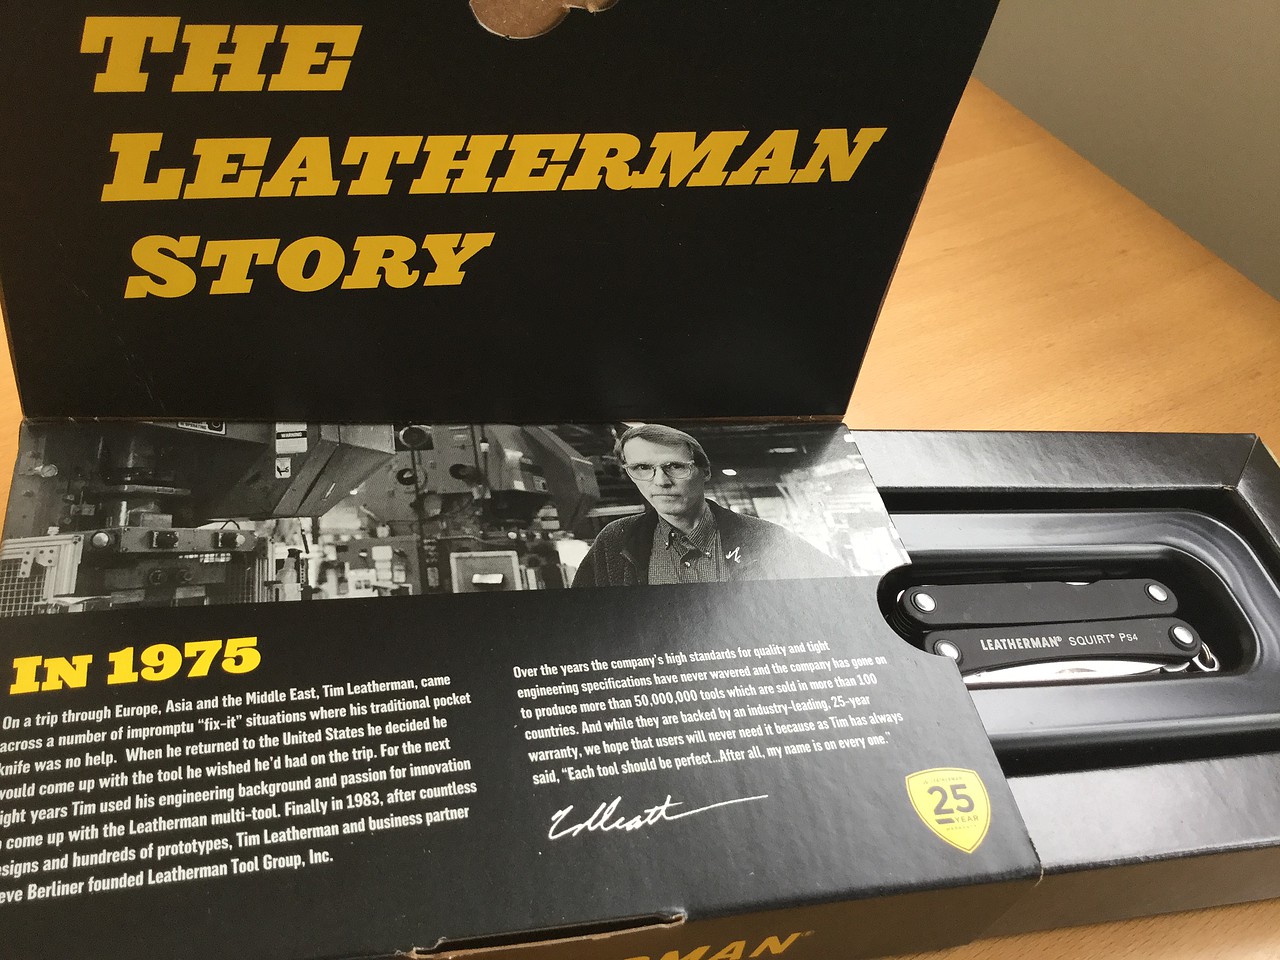 THE
LEATHERMAN
STORY
WARNING
IN 1975
On a trip through Europe, Asia and the Middle East, Tim Leatherman, came
across a number of impromptu “fix-it” situations where his traditional pocket
knife was no help. When he returned to the United States he decided he
would come up with the tool he wished he'd had on the trip. For the next
ight years Tim used his engineering background and passion for innovation
come up with the Leatherman multi-tool. Finally in 1983, after countless
esigns and hundreds of prototypes, Tim Leatherman and business partner
eve Berliner founded Leatherman Tool Group, Inc.
Over the years the company's high standards for quality and tight
engineering specifications have never wavered and the company has gone on
to produce more than 50,000,000 tools which are sold in more than 100
countries. And while they are backed by an industry-leading, 25-year
warranty, we hope that users will never need it because as Tim has always
said, “Each tool should be perfect...After all, my name is on every one.”
25
YEAR
LEATHERMAN® SQUIRT® PS4
RMAN®